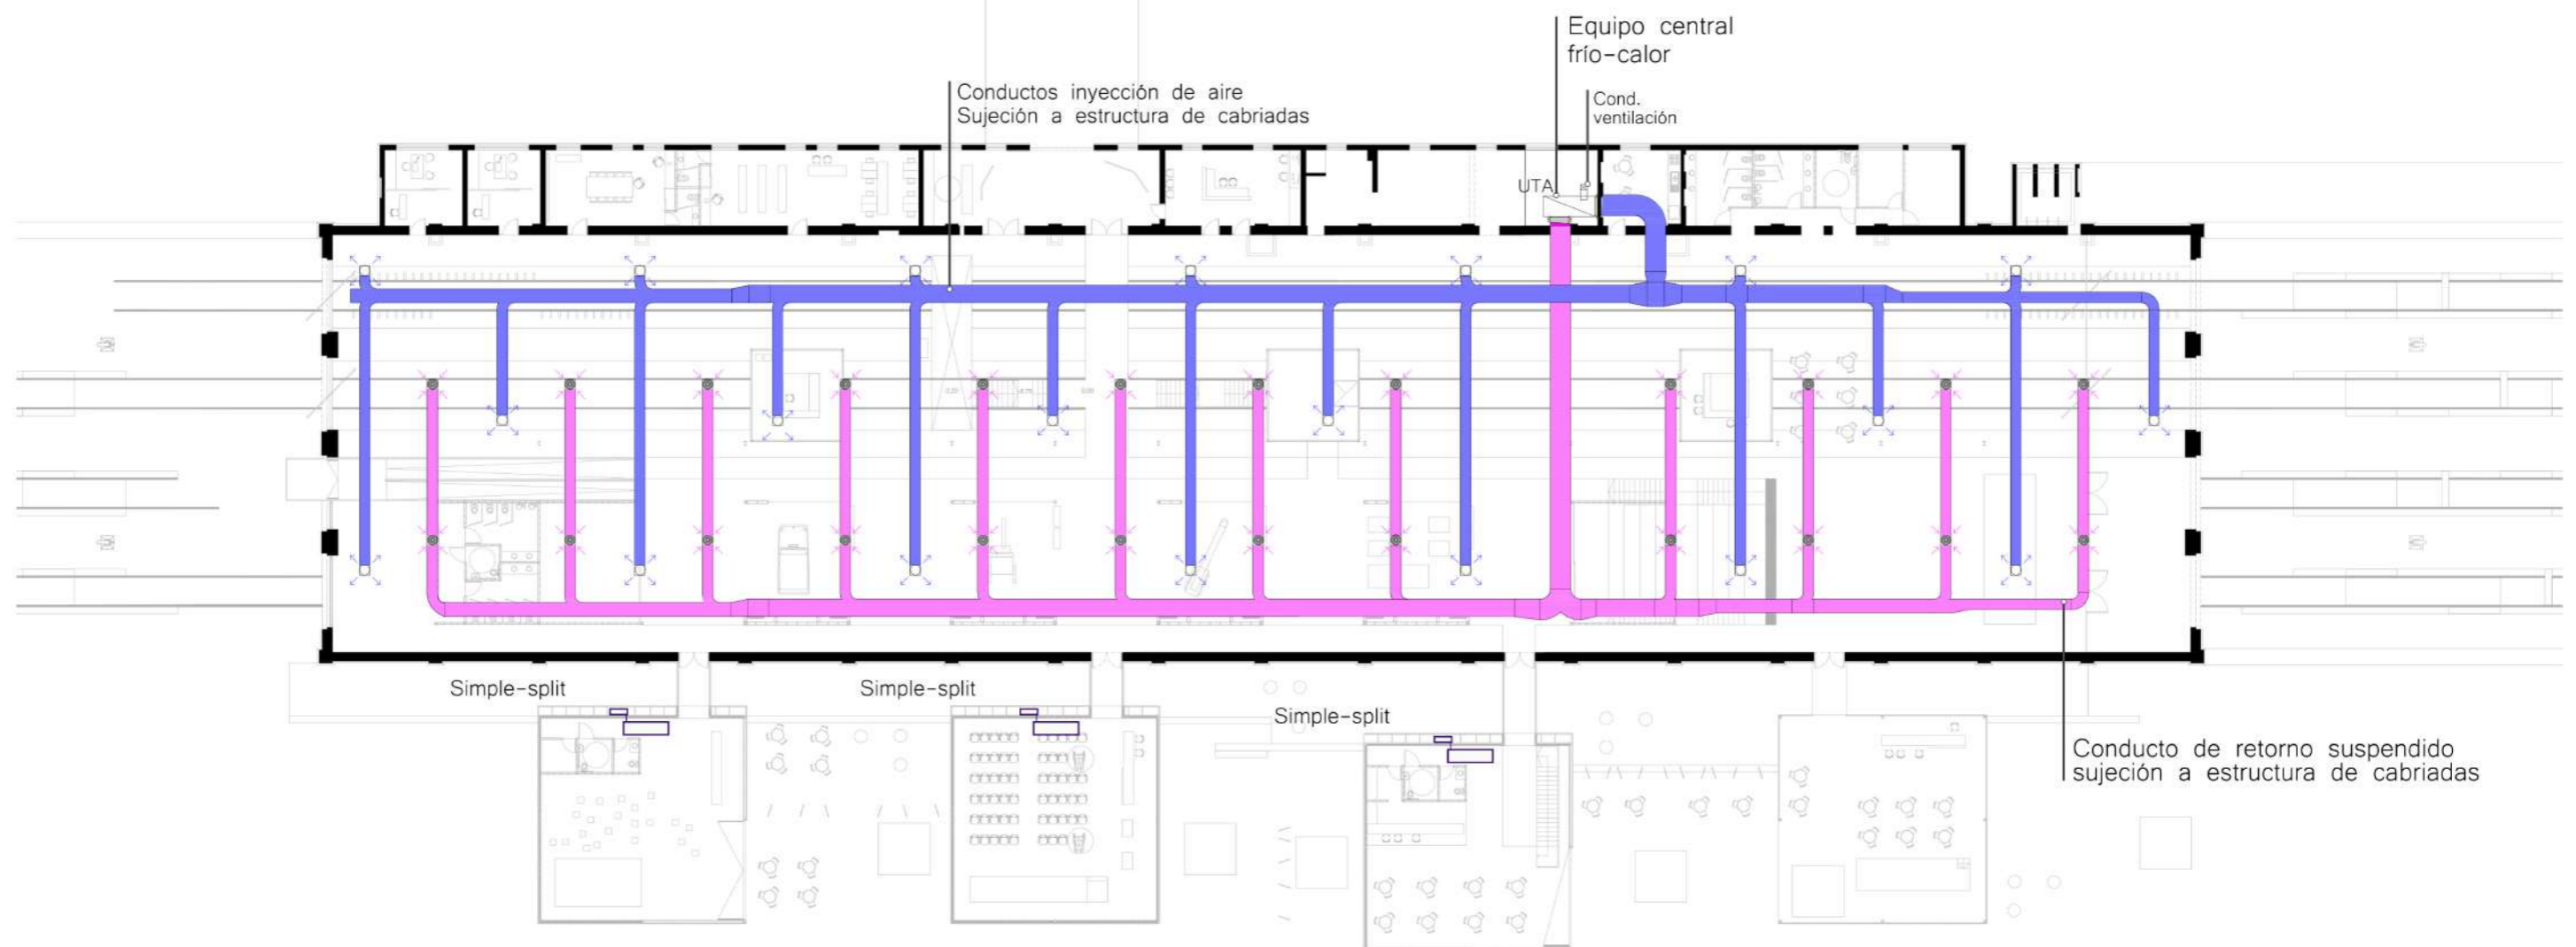 Equipo central
frío-calor
Conductos inyección de aire
Sujeción a estructura de cabriadas
Cond.
ventilación
UTA
Simple-split
Simple-split
Simple-split
Conducto de retorno suspendido
sujeción a estructura de cabriadas